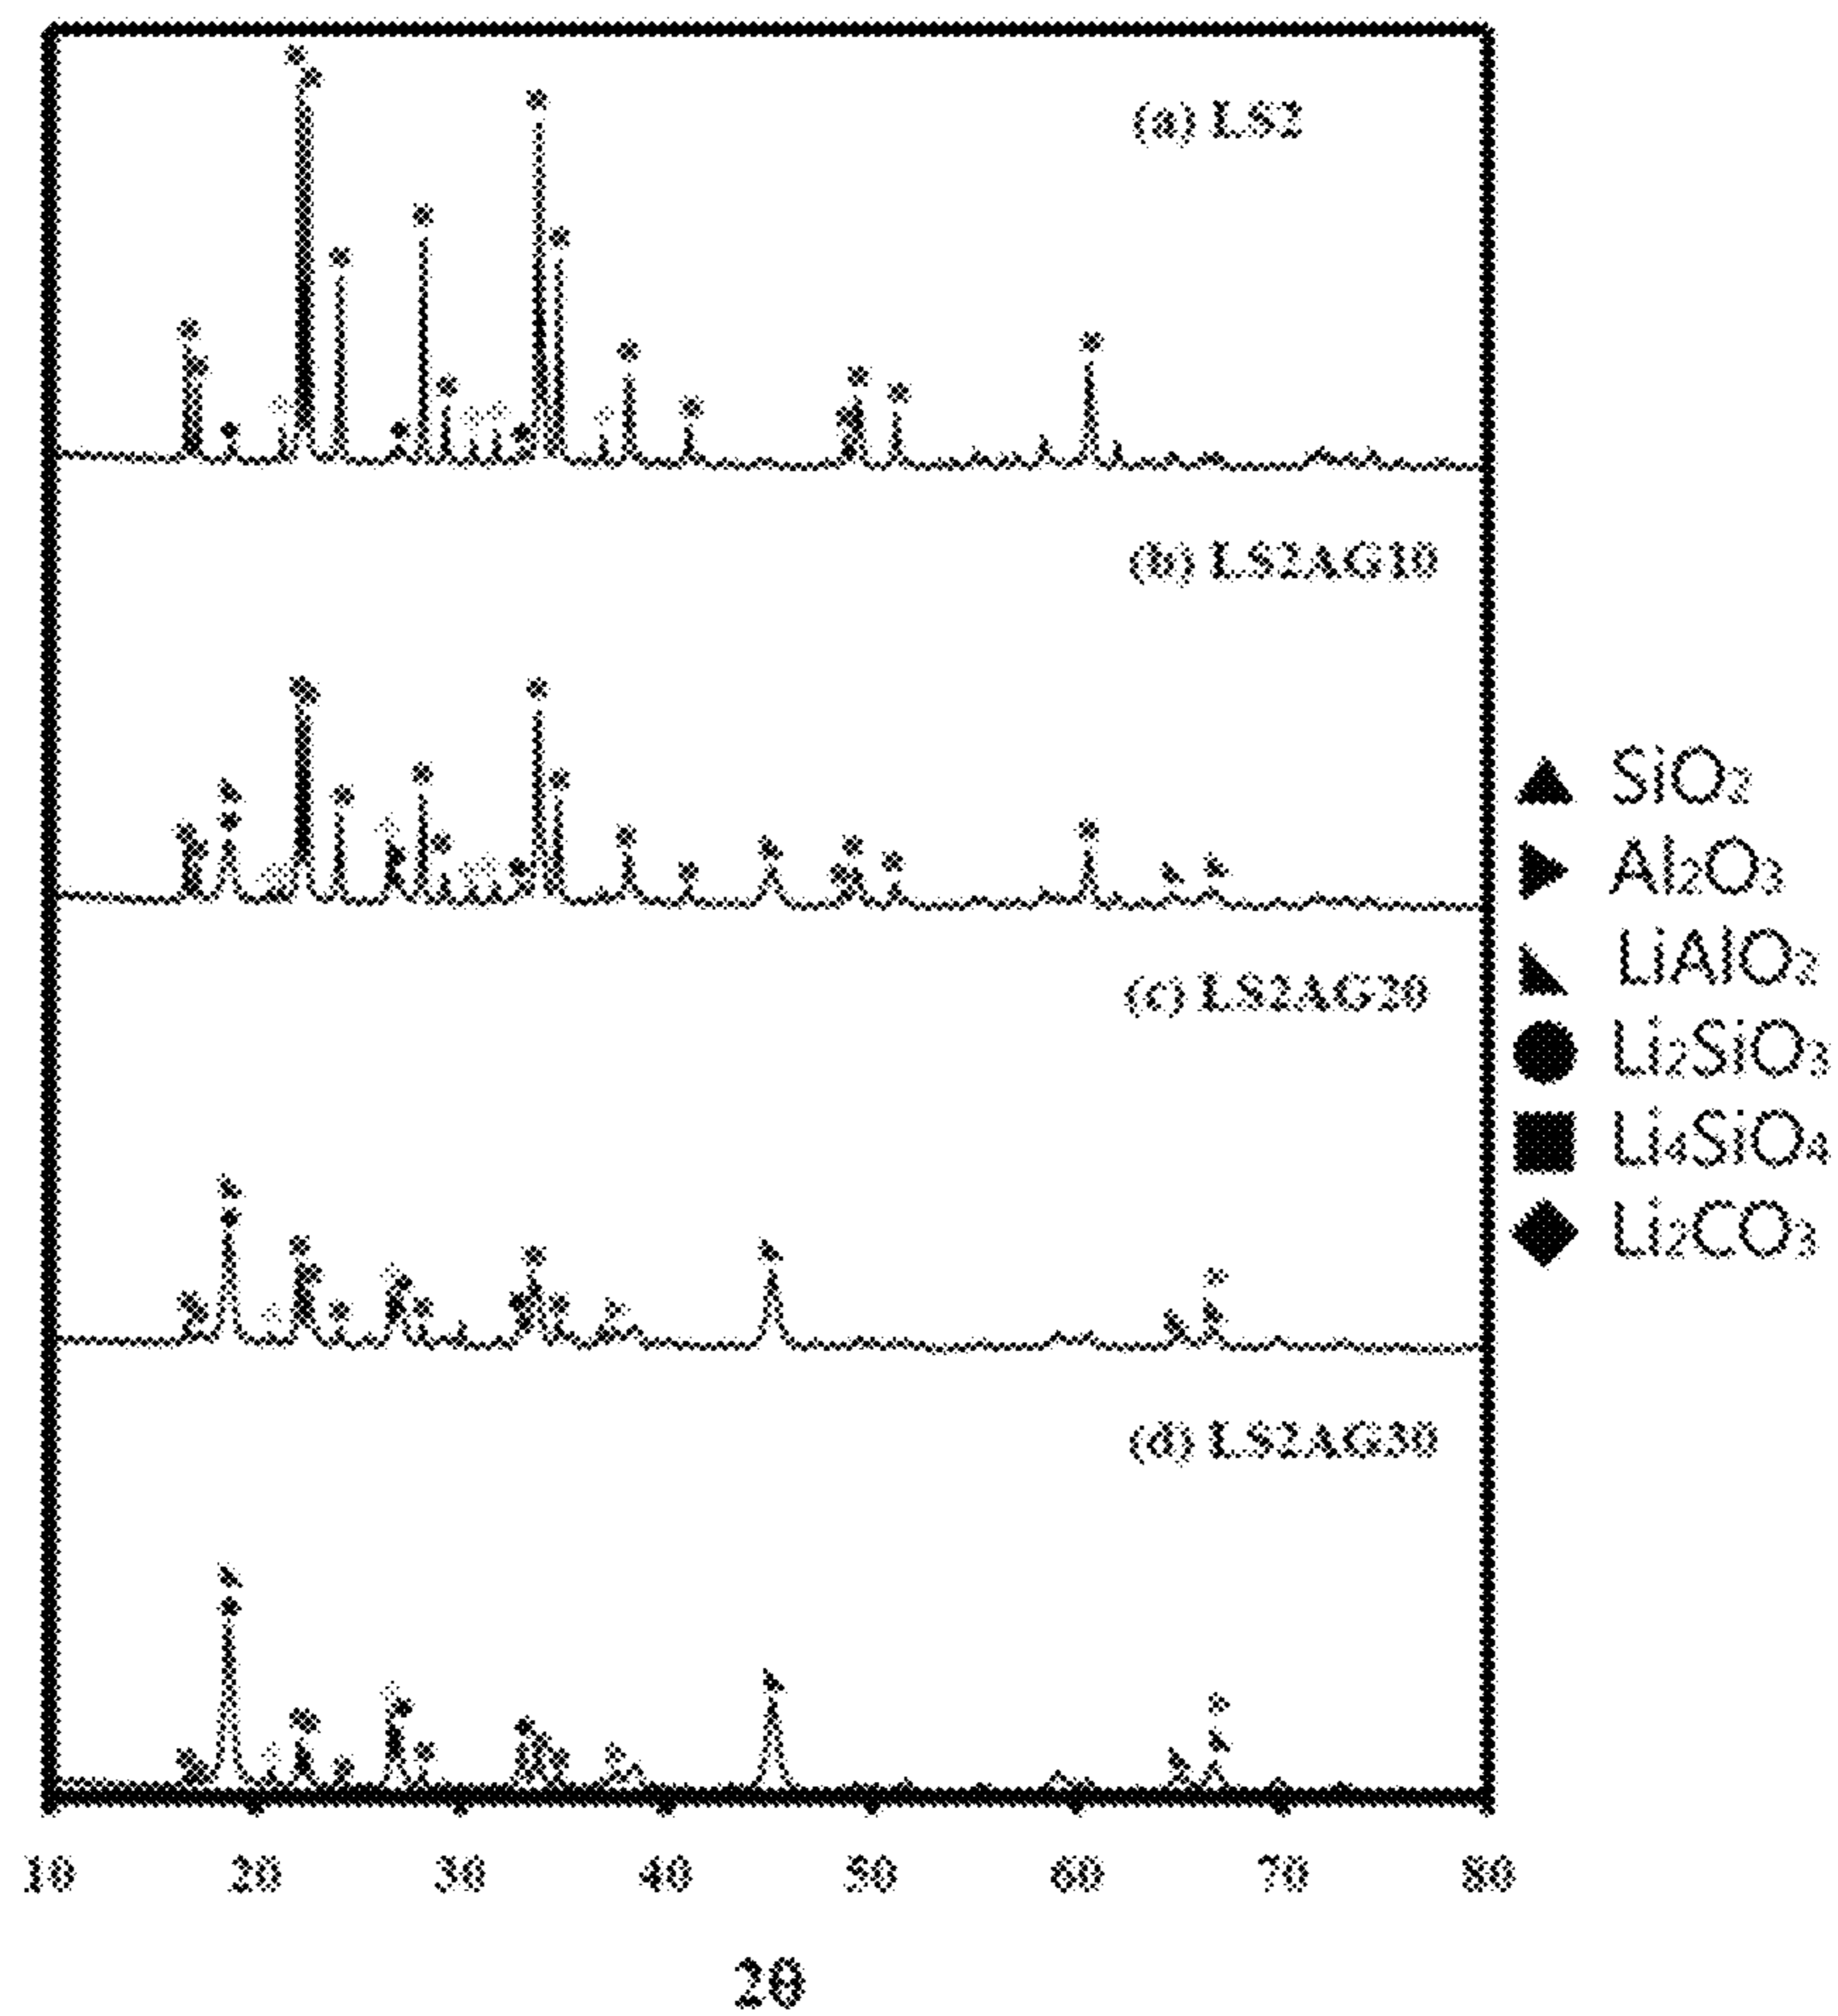 (a) LS2
(b) LS2AG10
(c) LS2AG20
(d) LS2AG30
SiO₂
Al₂O₃
LiAlO₂
Li₂SiO₃
Li₄SiO₄
Li₂CO₃
10 20 30 40 50 60 70 80
2θ